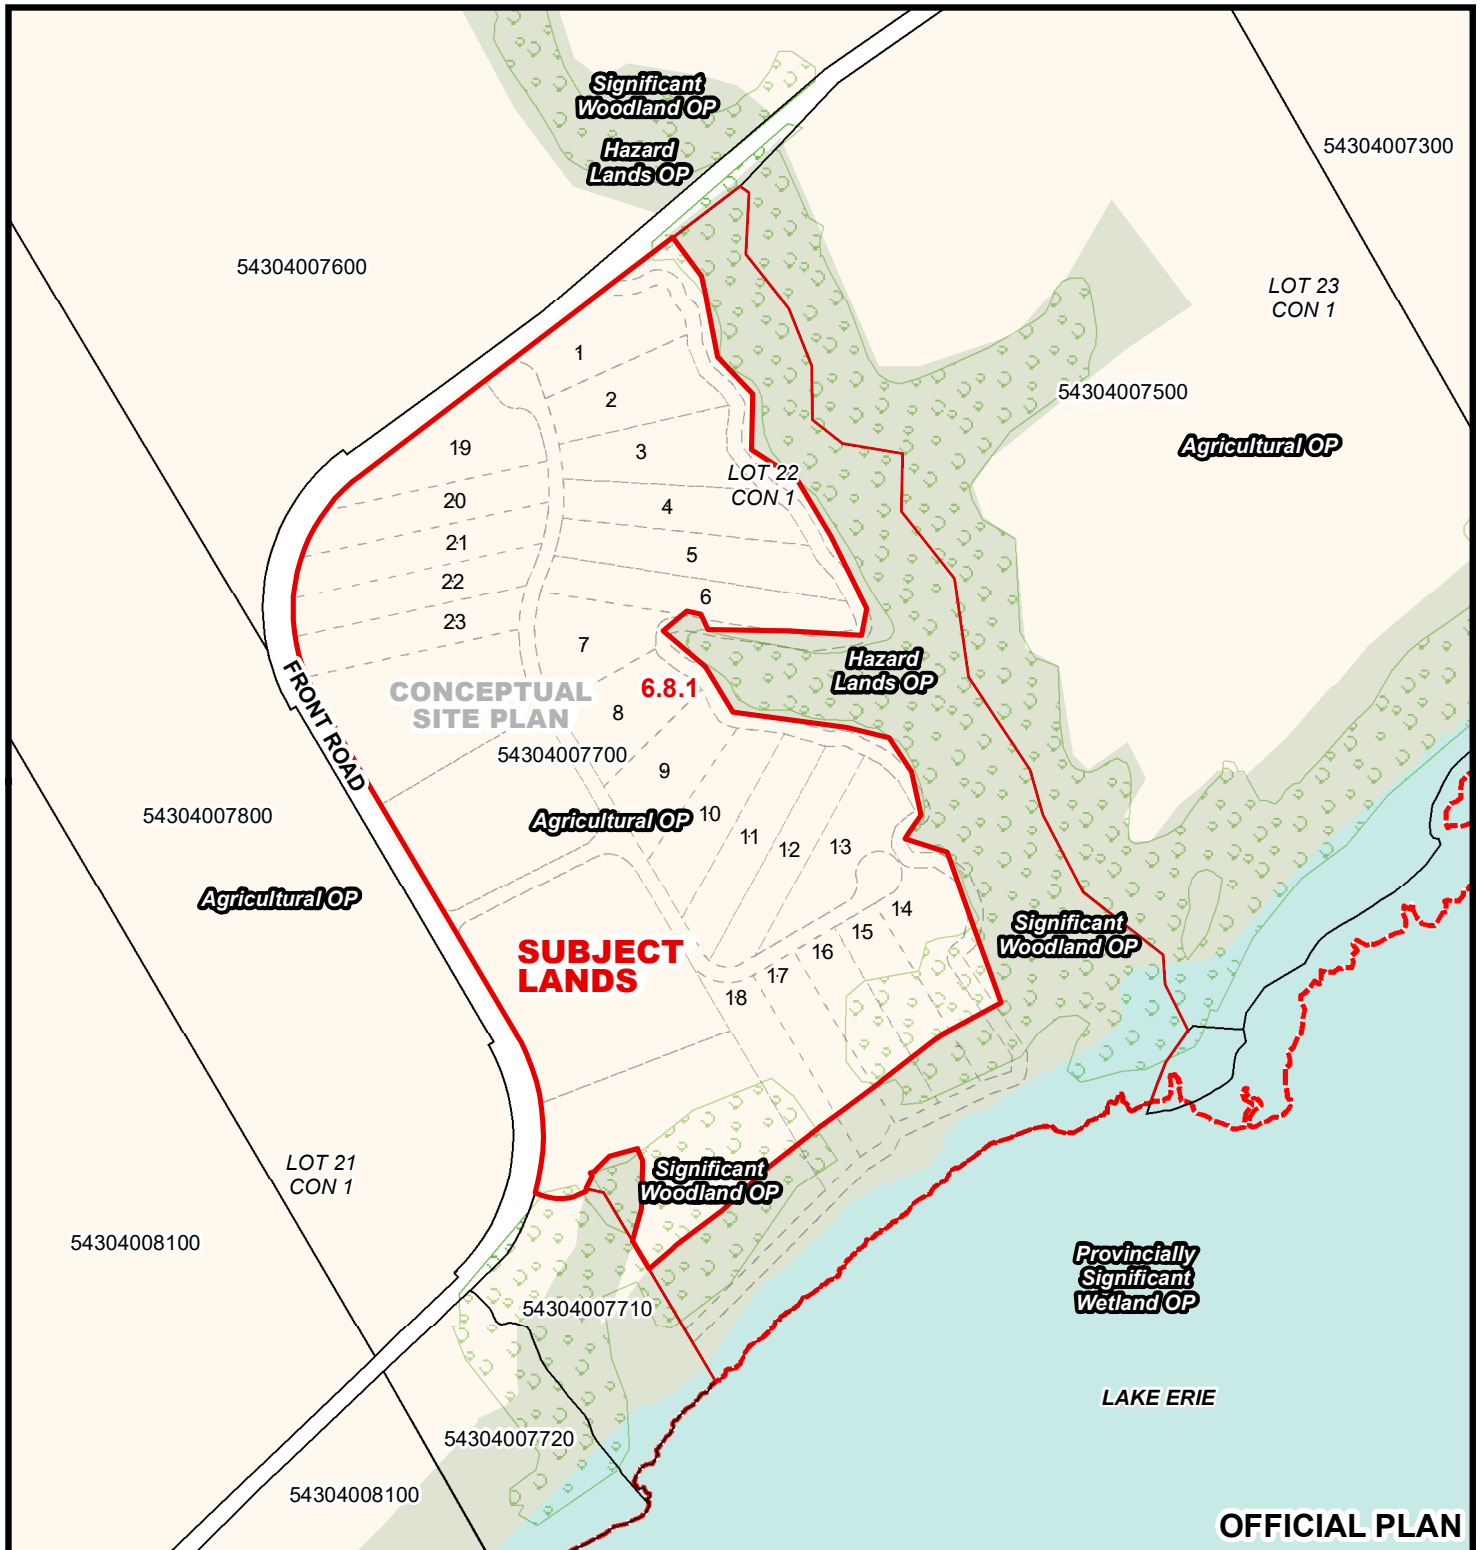 Significant
Woodland OP
Hazard
Lands OP
54304007300
54304007600
LOT 23
CON 1
1
54304007500
2
19
3
Agricultural OP
LOT 22
CON 1
20
4
21
5
22
6
23
7
Hazard
Lands OP
6.8.1
CONCEPTUAL
SITE PLAN
8
FRONT ROAD
54304007700
9
54304007800
Agricultural OP
10
11
12
13
Agricultural OP
14
Significant
Woodland OP
15
16
SUBJECT
LANDS
17
18
LOT 21
CON 1
Significant
Woodland OP
54304008100
Provincially
Significant
Wetland OP
54304007710
LAKE ERIE
54304007720
54304008100
OFFICIAL PLAN